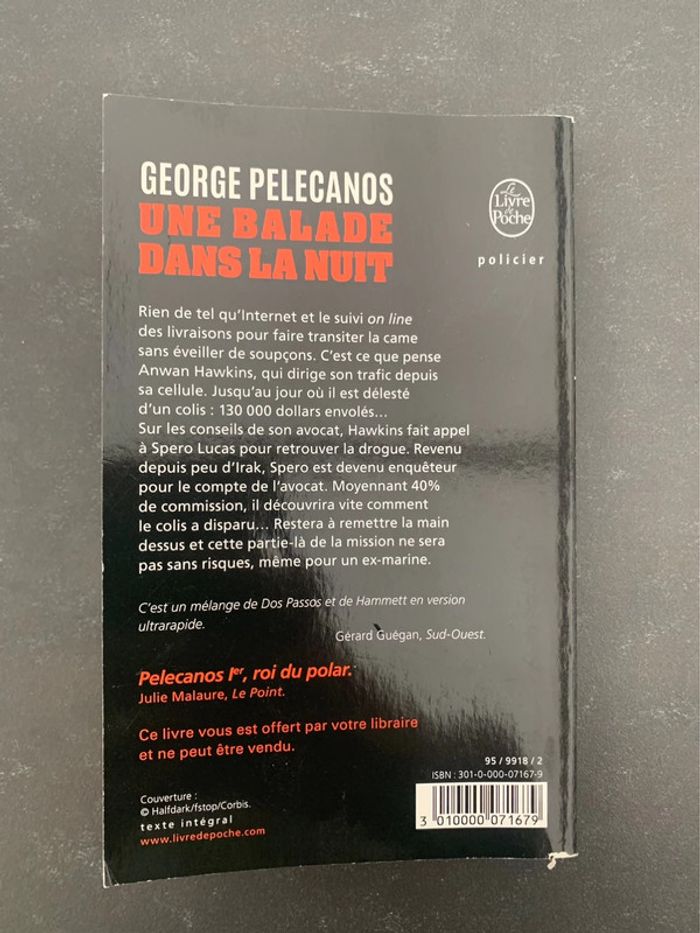 GEORGE PELECANOS
UNE BALADE
DANS LA NUIT
Le
Livre
de
Poche
policier
Rien de tel qu'Internet et le suivi on line
des livraisons pour faire transiter la came
sans éveiller de soupçons. C'est ce que pense
Anwan Hawkins, qui dirige son trafic depuis
sa cellule. Jusqu'au jour où il est délesté
d'un colis : 130 000 dollars envolés…
Sur les conseils de son avocat, Hawkins fait appel
à Spero Lucas pour retrouver la drogue. Revenu
depuis peu d'Irak, Spero est devenu enquêteur
pour le compte de l'avocat. Moyennant 40%
de commission, il découvrira vite comment
le colis a disparu… Restera à remettre la main
dessus et cette partie-là de la mission ne sera
pas sans risques, même pour un ex-marine.
C'est un mélange de Dos Passos et de Hammett en version
ultrarapide.
Gérard Guégan, Sud-Ouest.
Pelecanos Ier, roi du polar.
Julie Malaure, Le Point.
Ce livre vous est offert par votre libraire
et ne peut être vendu.
95 / 9918 / 2
ISBN : 301-0-000-07167-9
3 010000 071679
Couverture :
© Halfdark/fstop/Corbis.
texte intégral
www.livredepoche.com